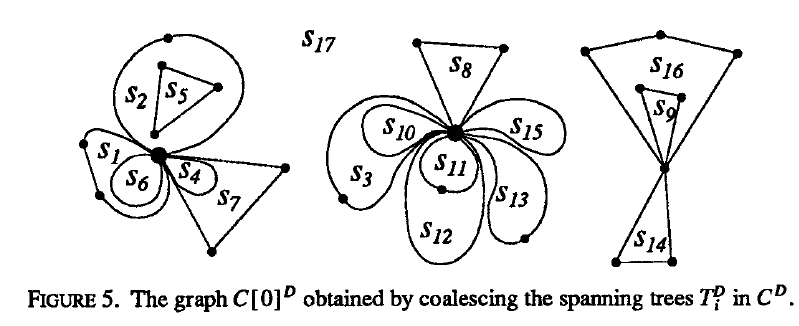 S17
S8
S16
S2 S5
S9
S10 S15
S1 S4 S11
S6 S3
S7 S13
S12 S14
FIGURE 5. The graph C[0]^D obtained by coalescing the spanning trees T_i^D in C^D.